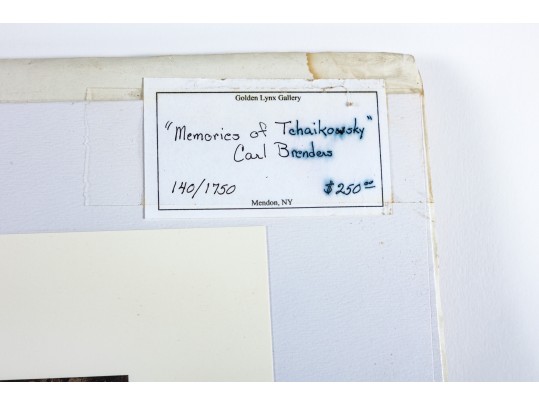 Golden Lynx Gallery
"Memories of Tchaikowsky"
Carl Brenders
140/1750 $250.00
Mendon, NY